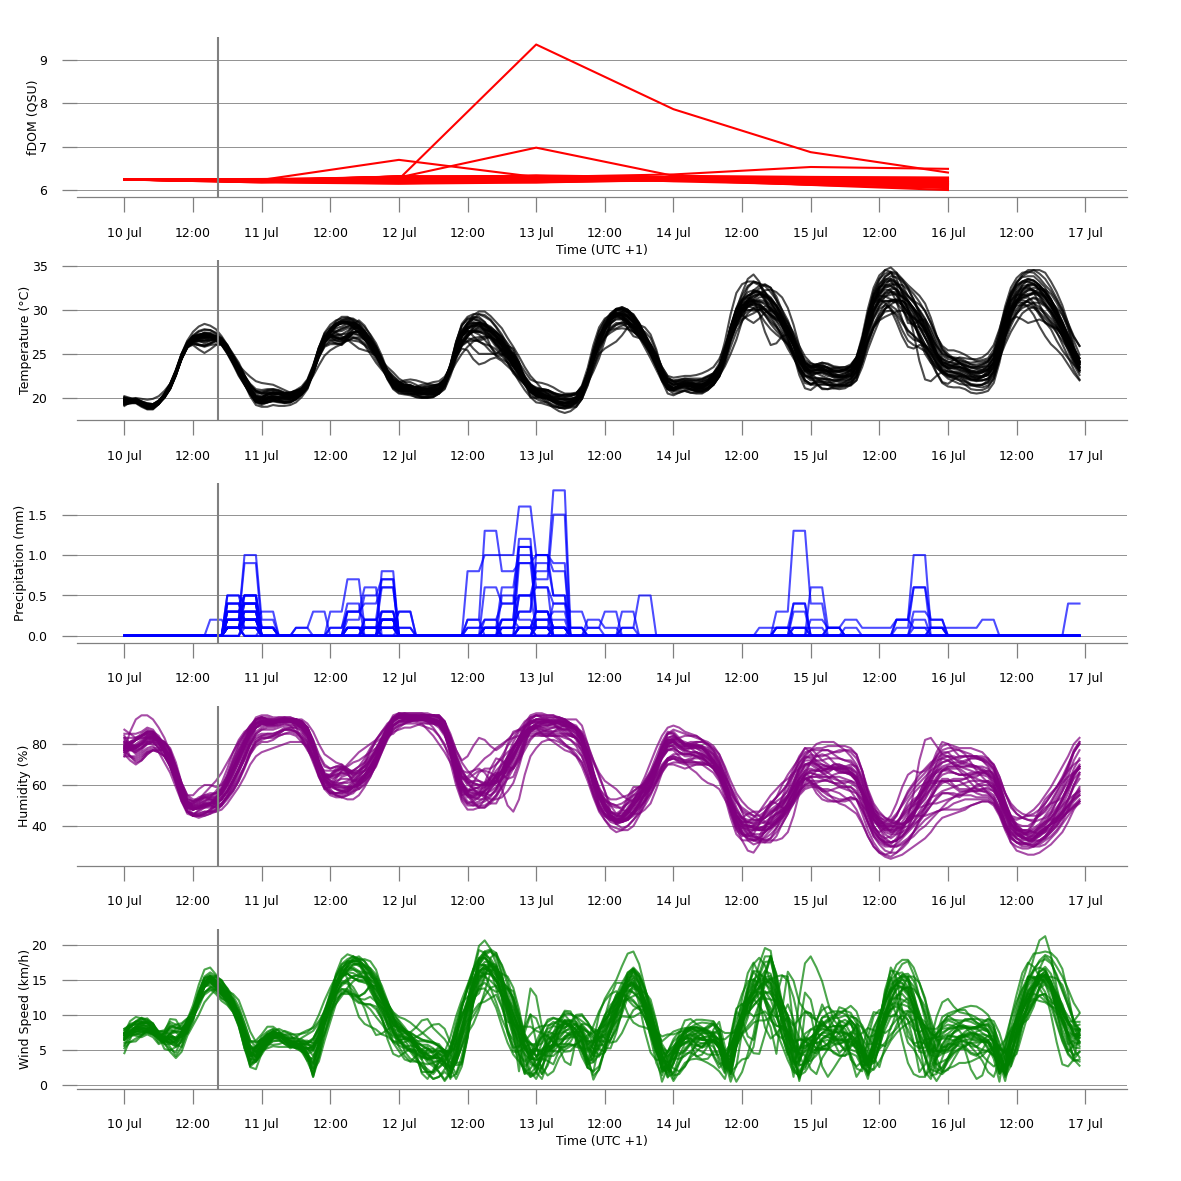 9
8
7
6
fDOM (QSU)
10 Jul 12:00 11 Jul 12:00 12 Jul 12:00 13 Jul 12:00 14 Jul 12:00 15 Jul 12:00 16 Jul 12:00 17 Jul
Time (UTC +1)
35
30
25
20
Temperature (°C)
10 Jul 12:00 11 Jul 12:00 12 Jul 12:00 13 Jul 12:00 14 Jul 12:00 15 Jul 12:00 16 Jul 12:00 17 Jul
1.5
1.0
0.5
0.0
Precipitation (mm)
10 Jul 12:00 11 Jul 12:00 12 Jul 12:00 13 Jul 12:00 14 Jul 12:00 15 Jul 12:00 16 Jul 12:00 17 Jul
80
60
40
Humidity (%)
10 Jul 12:00 11 Jul 12:00 12 Jul 12:00 13 Jul 12:00 14 Jul 12:00 15 Jul 12:00 16 Jul 12:00 17 Jul
20
15
10
5
0
Wind Speed (km/h)
10 Jul 12:00 11 Jul 12:00 12 Jul 12:00 13 Jul 12:00 14 Jul 12:00 15 Jul 12:00 16 Jul 12:00 17 Jul
Time (UTC +1)